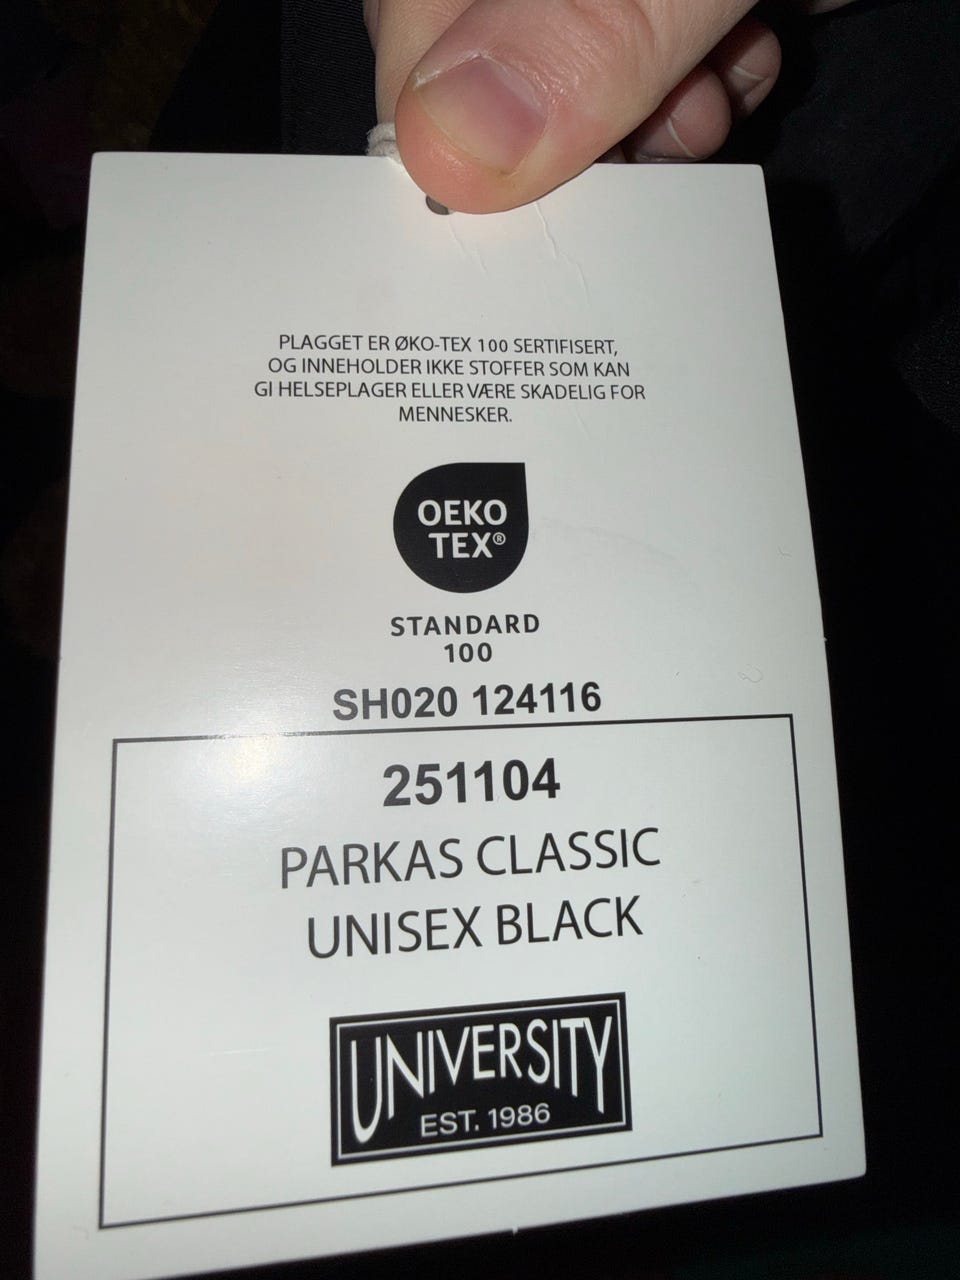 PLAGGET ER ØKO-TEX 100 SERTIFISERT,
OG INNEHOLDER IKKE STOFFER SOM KAN
GI HELSEPLAGER ELLER VÆRE SKADELIG FOR
MENNESKER.
OEKO
TEX®
STANDARD
100
SH020 124116
251104
PARKAS CLASSIC
UNISEX BLACK
UNIVERSITY
EST. 1986